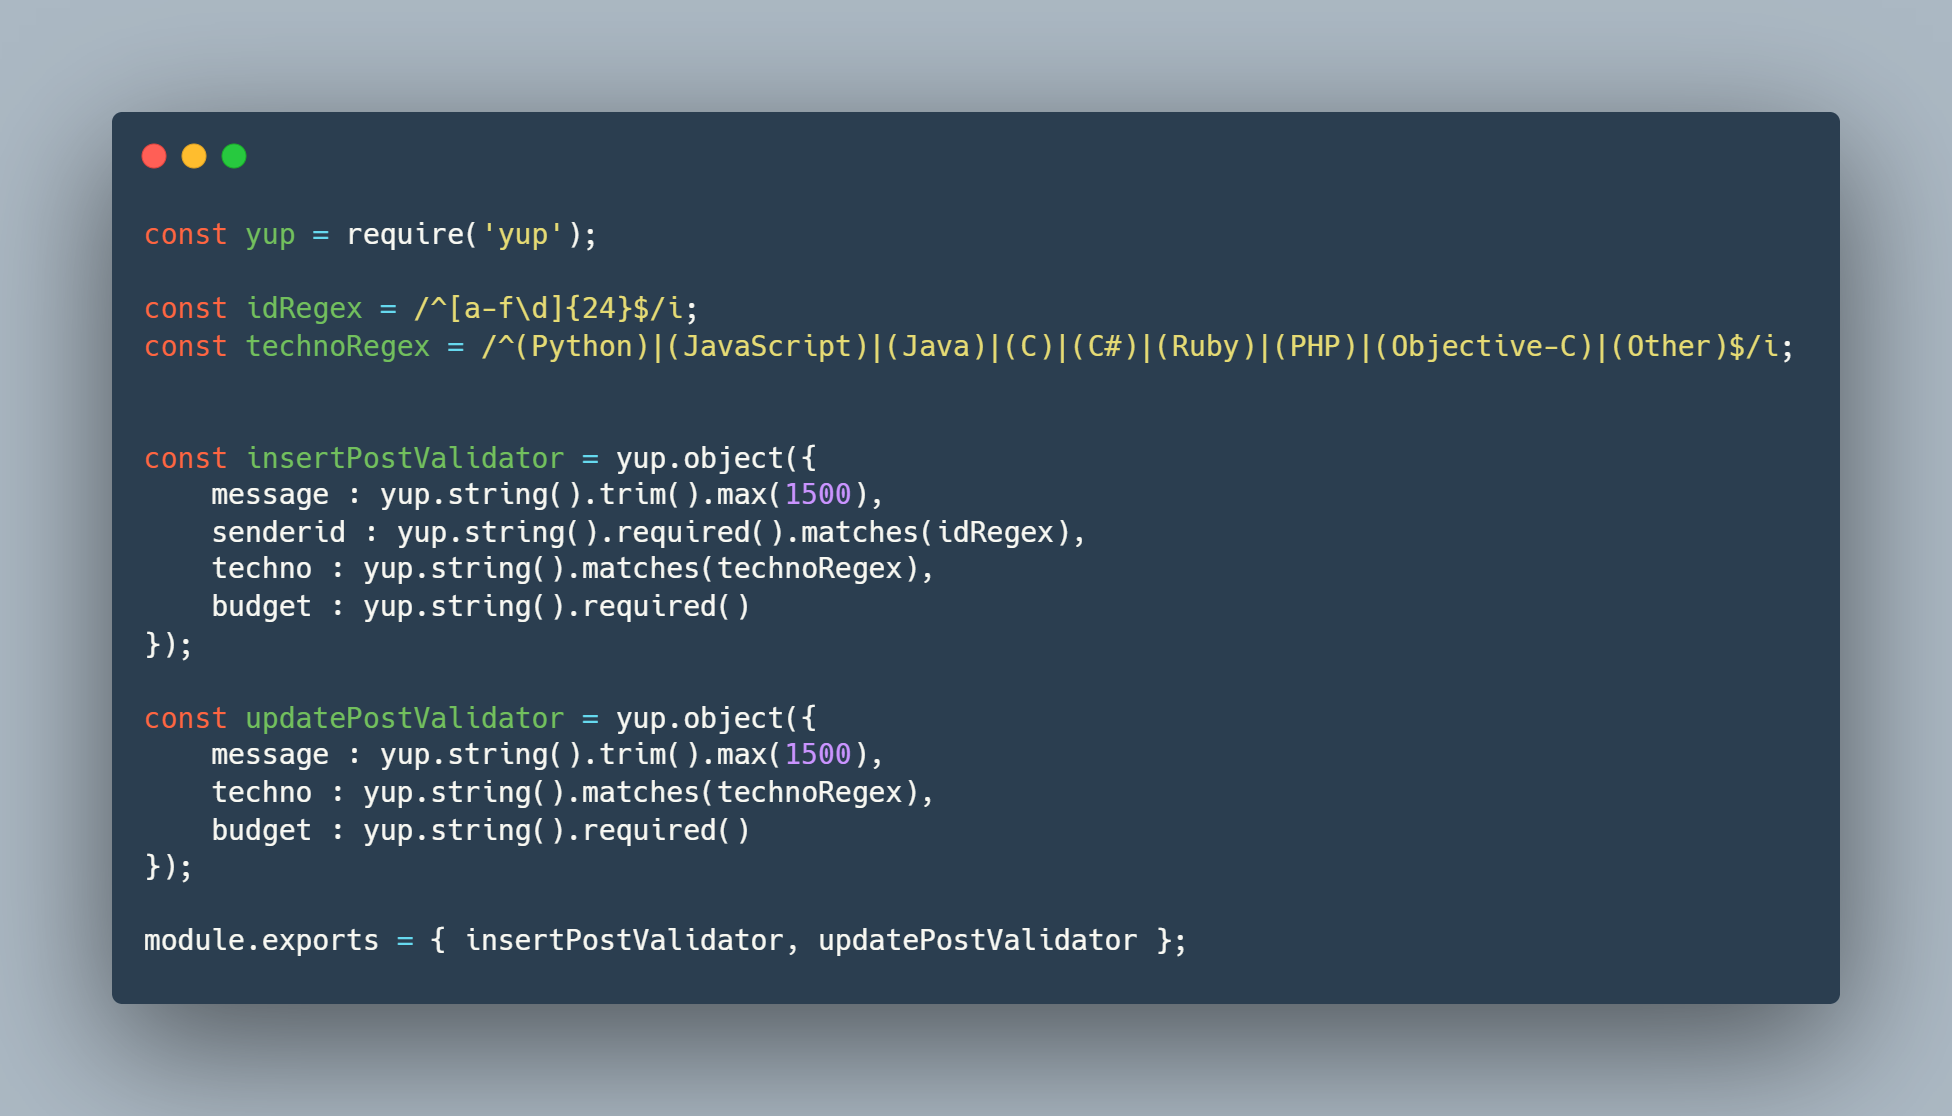 const yup = require('yup');
const idRegex = /^[a-f\d]{24}$/i;
const technoRegex = /^(Python)|(JavaScript)|(Java)|(C)|(C#)|(Ruby)|(PHP)|(Objective-C)|(Other)$/i;
const insertPostValidator = yup.object({
    message : yup.string().trim().max(1500),
    senderid : yup.string().required().matches(idRegex),
    techno : yup.string().matches(technoRegex),
    budget : yup.string().required()
});
const updatePostValidator = yup.object({
    message : yup.string().trim().max(1500),
    techno : yup.string().matches(technoRegex),
    budget : yup.string().required()
});
module.exports = { insertPostValidator, updatePostValidator };